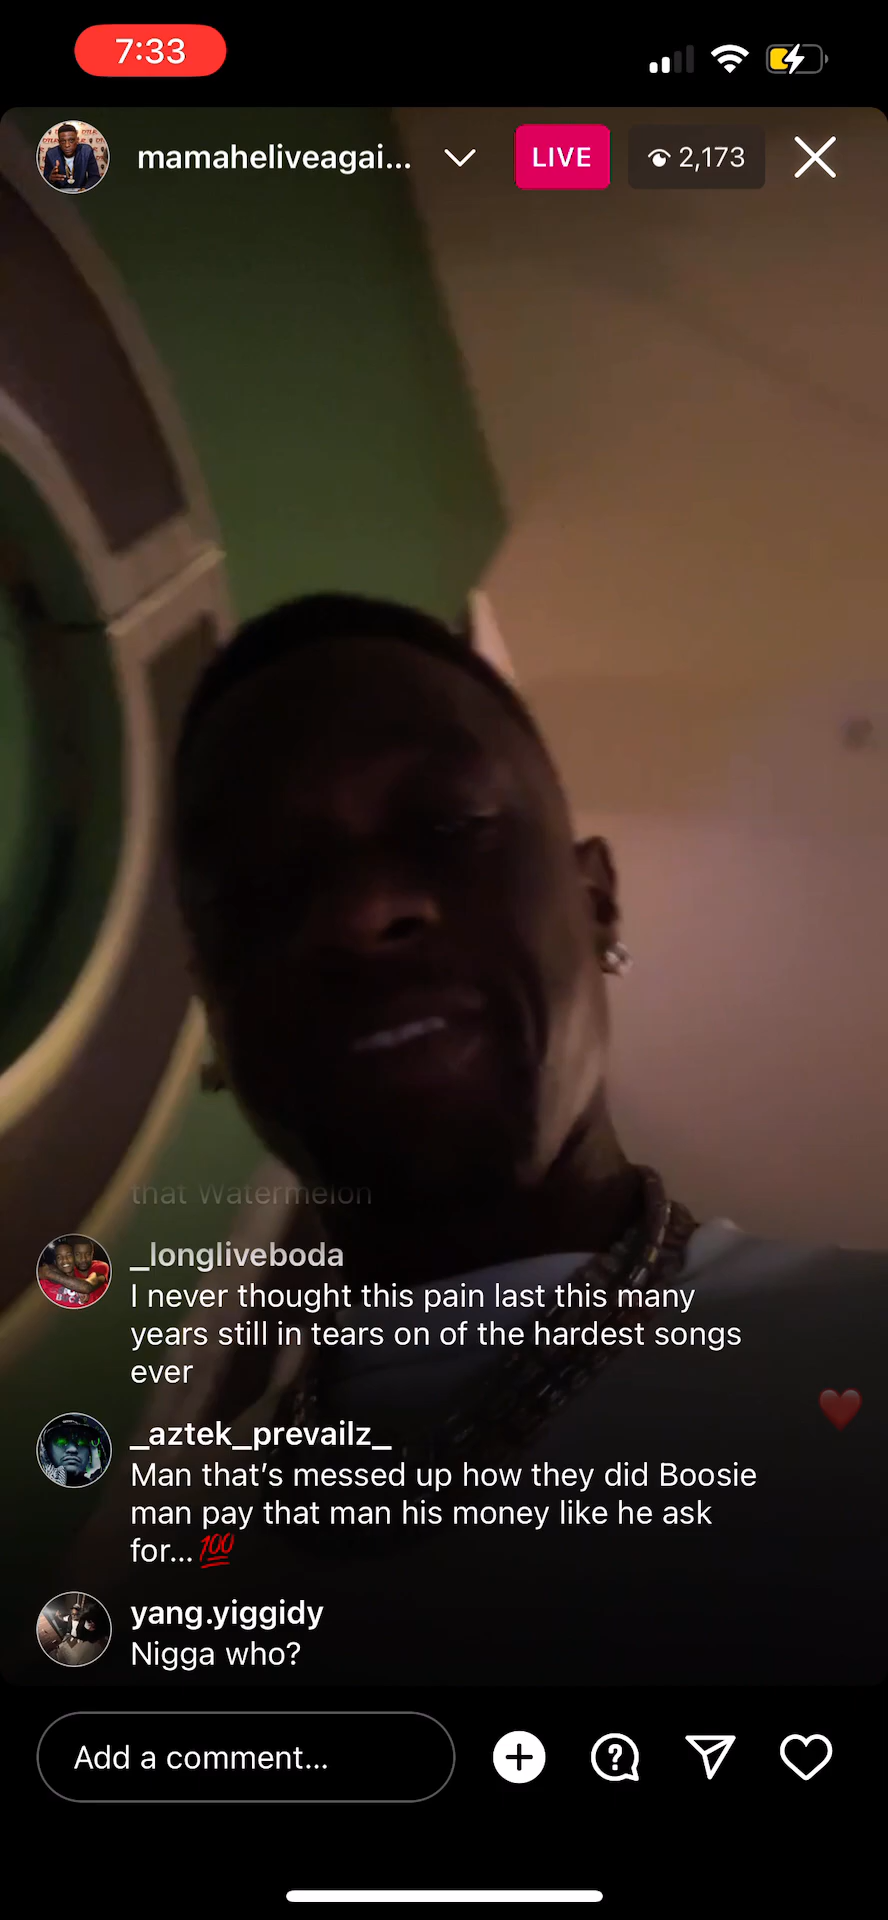 7:33
mamaheliveagai...
LIVE
2,173
that Watermelon
_longliveboda
I never thought this pain last this many
years still in tears on of the hardest songs
ever
_aztek_prevailz_
Man that’s messed up how they did Boosie
man pay that man his money like he ask
for...💯
yang.yiggidy
Nigga who?
Add a comment...